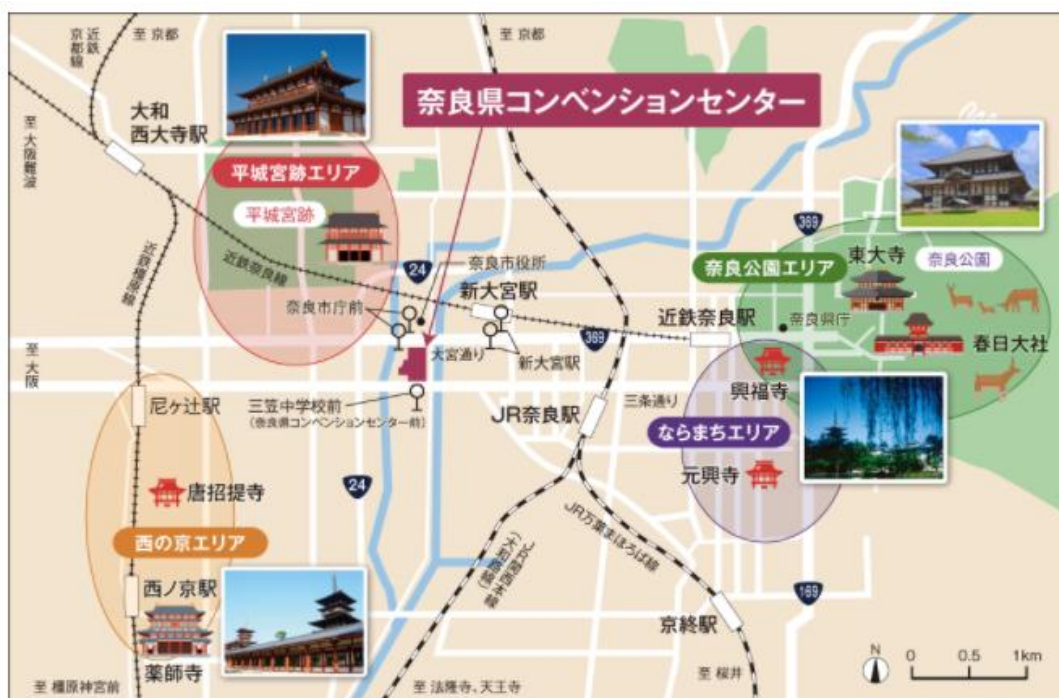 近鉄
京都線
至 京都
至 京都
奈良県コンベンションセンター
大和
西大寺駅
至 大阪難波
平城宮跡エリア
平城宮跡
369
東大寺
奈良公園エリア
奈良公園
近鉄橿原線
近鉄奈良線
24
奈良市役所
新大宮駅
奈良市庁前
近鉄奈良駅
奈良県庁
大宮通り
369
新大宮駅
春日大社
至 大阪
尼ヶ辻駅
三笠中学校前
(奈良県コンベンションセンター前)
JR奈良駅
三条通り
興福寺
ならまちエリア
元興寺
唐招提寺
24
西の京エリア
JR万葉まほろば線
JR関西本線
(大和路線)
西ノ京駅
169
京終駅
薬師寺
N
0 0.5 1km
至 橿原神宮前
至 法隆寺、天王寺
至 桜井